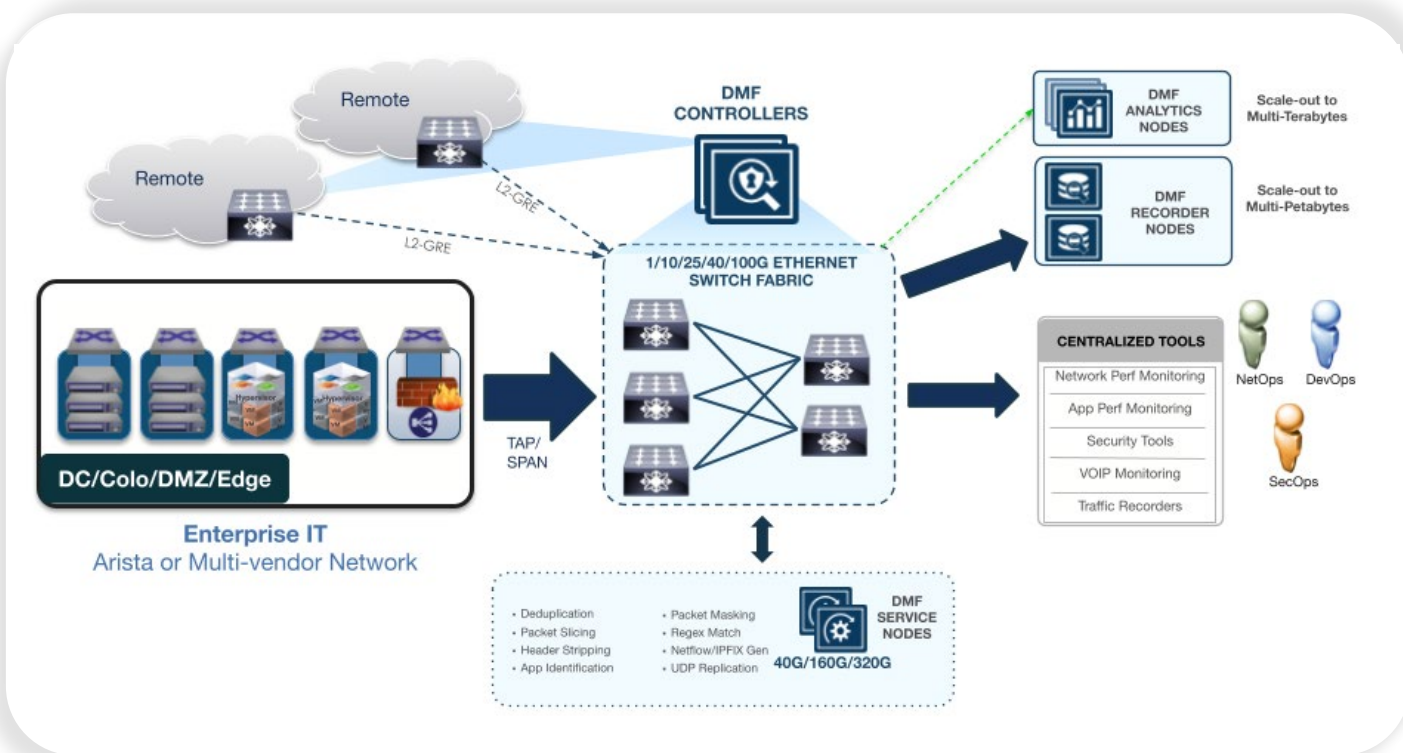 Remote
Remote
L2-GRE
L2-GRE
DMF
CONTROLLERS
DMF
ANALYTICS
NODES
Scale-out to
Multi-Terabytes
DMF
RECORDER
NODES
Scale-out to
Multi-Petabytes
1/10/25/40/100G ETHERNET
SWITCH FABRIC
Hypervisor
VM
VM
Hypervisor
VM
VM
DC/Colo/DMZ/Edge
TAP/
SPAN
Enterprise IT
Arista or Multi-vendor Network
CENTRALIZED TOOLS
Network Perf Monitoring
App Perf Monitoring
Security Tools
VOIP Monitoring
Traffic Recorders
NetOps
DevOps
SecOps
• Deduplication
• Packet Slicing
• Header Stripping
• App Identification
• Packet Masking
• Regex Match
• Netflow/IPFIX Gen
• UDP Replication
DMF
SERVICE
NODES
40G/160G/320G